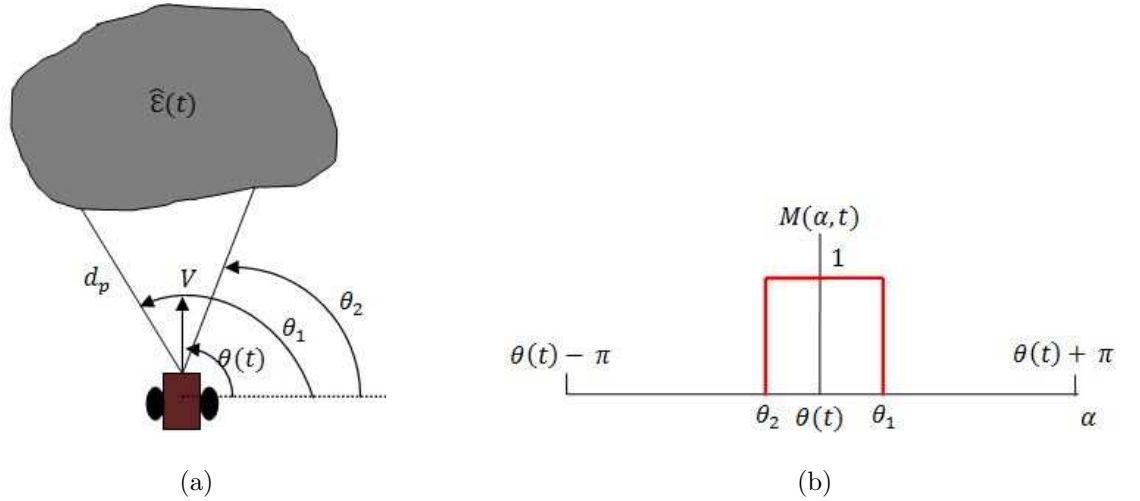 ε̂(t)
d_p
V
θ_2
θ_1
θ(t)
(a)
M(α,t)
1
θ(t) − π
θ(t) + π
θ_2
θ(t)
θ_1
α
(b)